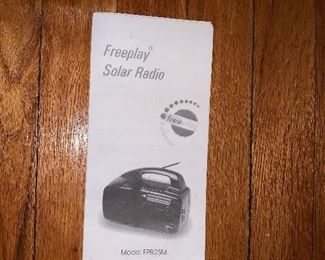 Freeplay®
Solar Radio
free
Model FPR2SM